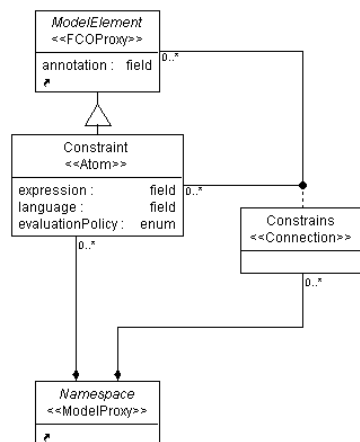 ModelElement
<<FCOProxy>>
annotation : field
0..*
Constraint
<<Atom>>
expression : field
language : field
evaluationPolicy : enum
0..*
0..*
Constrains
<<Connection>>
0..*
Namespace
<<ModelProxy>>